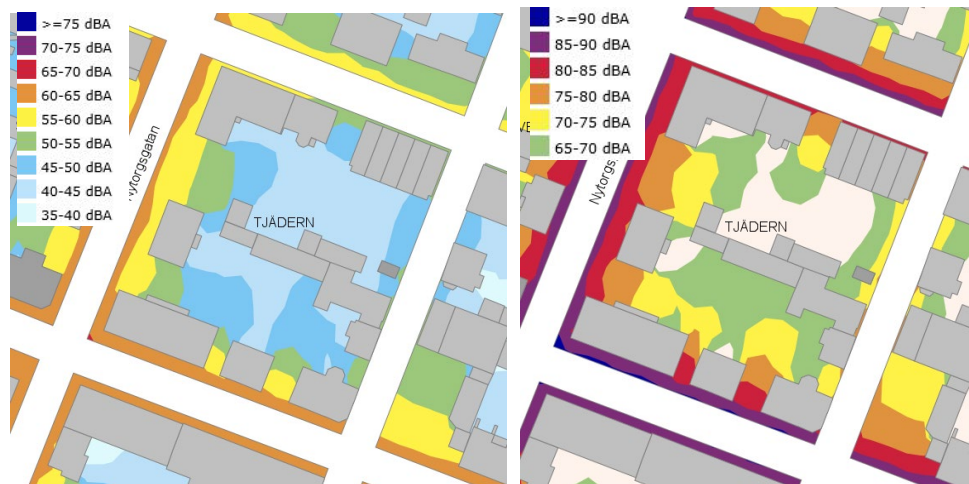 >=75 dBA
70-75 dBA
65-70 dBA
60-65 dBA
55-60 dBA
50-55 dBA
45-50 dBA
40-45 dBA
35-40 dBA
Nytorgsgatan
TJÄDERN
>=90 dBA
85-90 dBA
80-85 dBA
75-80 dBA
70-75 dBA
65-70 dBA
TJÄDERN